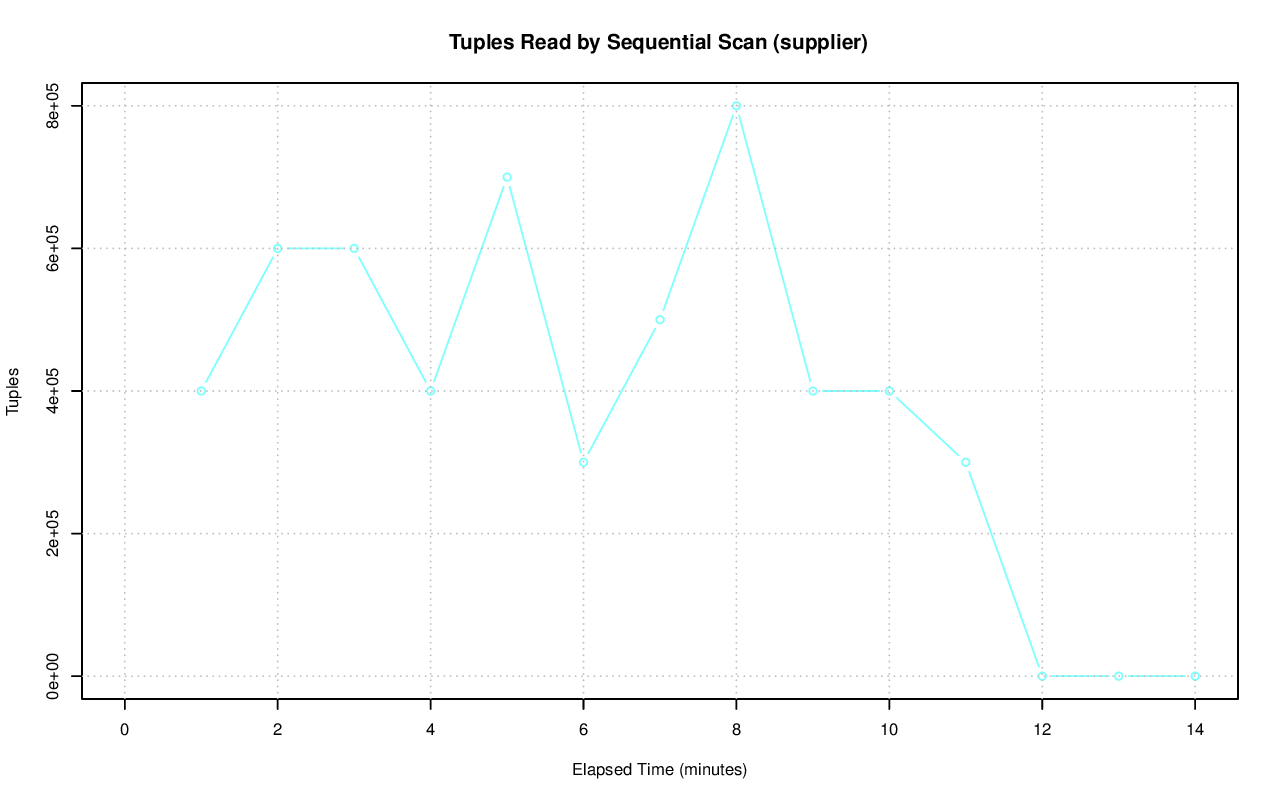 Tuples Read by Sequential Scan (supplier)
8e+05
6e+05
4e+05
2e+05
0e+00
Tuples
0 2 4 6 8 10 12 14
Elapsed Time (minutes)